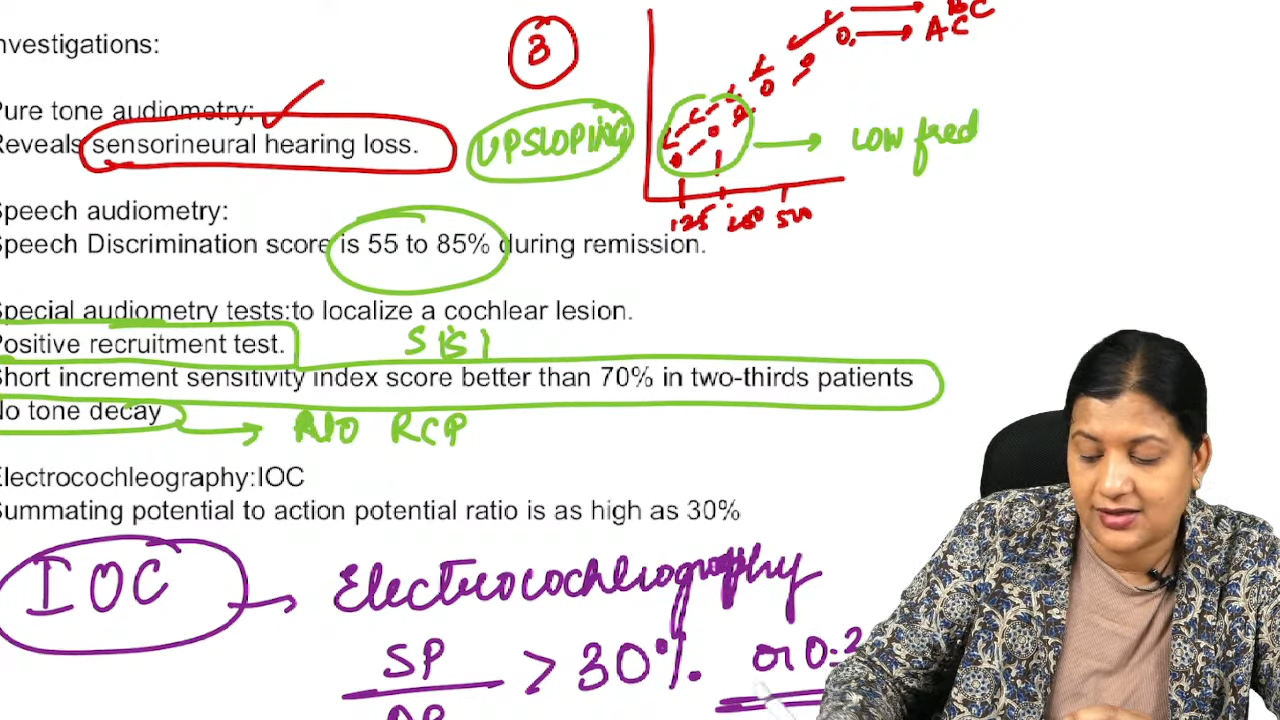 nvestigations:
3
BC
AC
Pure tone audiometry:
Reveals sensorineural hearing loss.
UPSLOPING
LOW freq
125 250 500
Speech audiometry:
Speech Discrimination score is 55 to 85% during remission.
Special audiometry tests:to localize a cochlear lesion.
Positive recruitment test.
SISI
Short increment sensitivity index score better than 70% in two-thirds patients
No tone decay
R/O RCP
Electrocochleography:IOC
Summating potential to action potential ratio is as high as 30%
IOC
Electrocochleography
SP
> 30%
or 0.3
AP